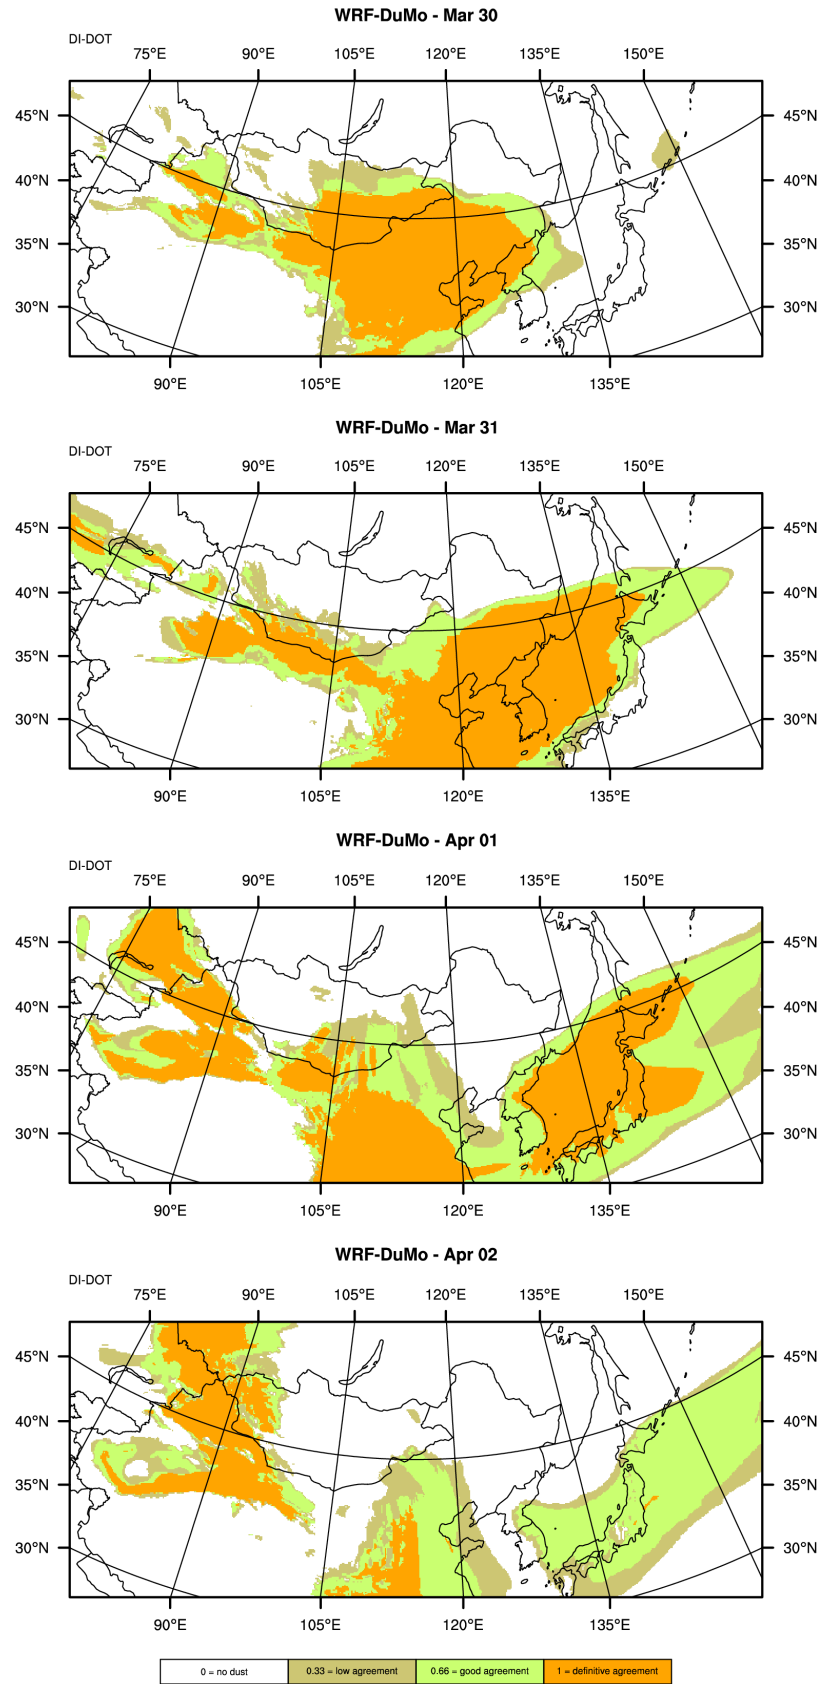 WRF-DuMo - Mar 30
DI-DOT
75°E 90°E 105°E 120°E 135°E 150°E
45°N 45°N
40°N 40°N
35°N 35°N
30°N 30°N
90°E 105°E 120°E 135°E
WRF-DuMo - Mar 31
DI-DOT
75°E 90°E 105°E 120°E 135°E 150°E
45°N 45°N
40°N 40°N
35°N 35°N
30°N 30°N
90°E 105°E 120°E 135°E
WRF-DuMo - Apr 01
DI-DOT
75°E 90°E 105°E 120°E 135°E 150°E
45°N 45°N
40°N 40°N
35°N 35°N
30°N 30°N
90°E 105°E 120°E 135°E
WRF-DuMo - Apr 02
DI-DOT
75°E 90°E 105°E 120°E 135°E 150°E
45°N 45°N
40°N 40°N
35°N 35°N
30°N 30°N
90°E 105°E 120°E 135°E
0 = no dust 0.33 = low agreement 0.66 = good agreement 1 = definitive agreement